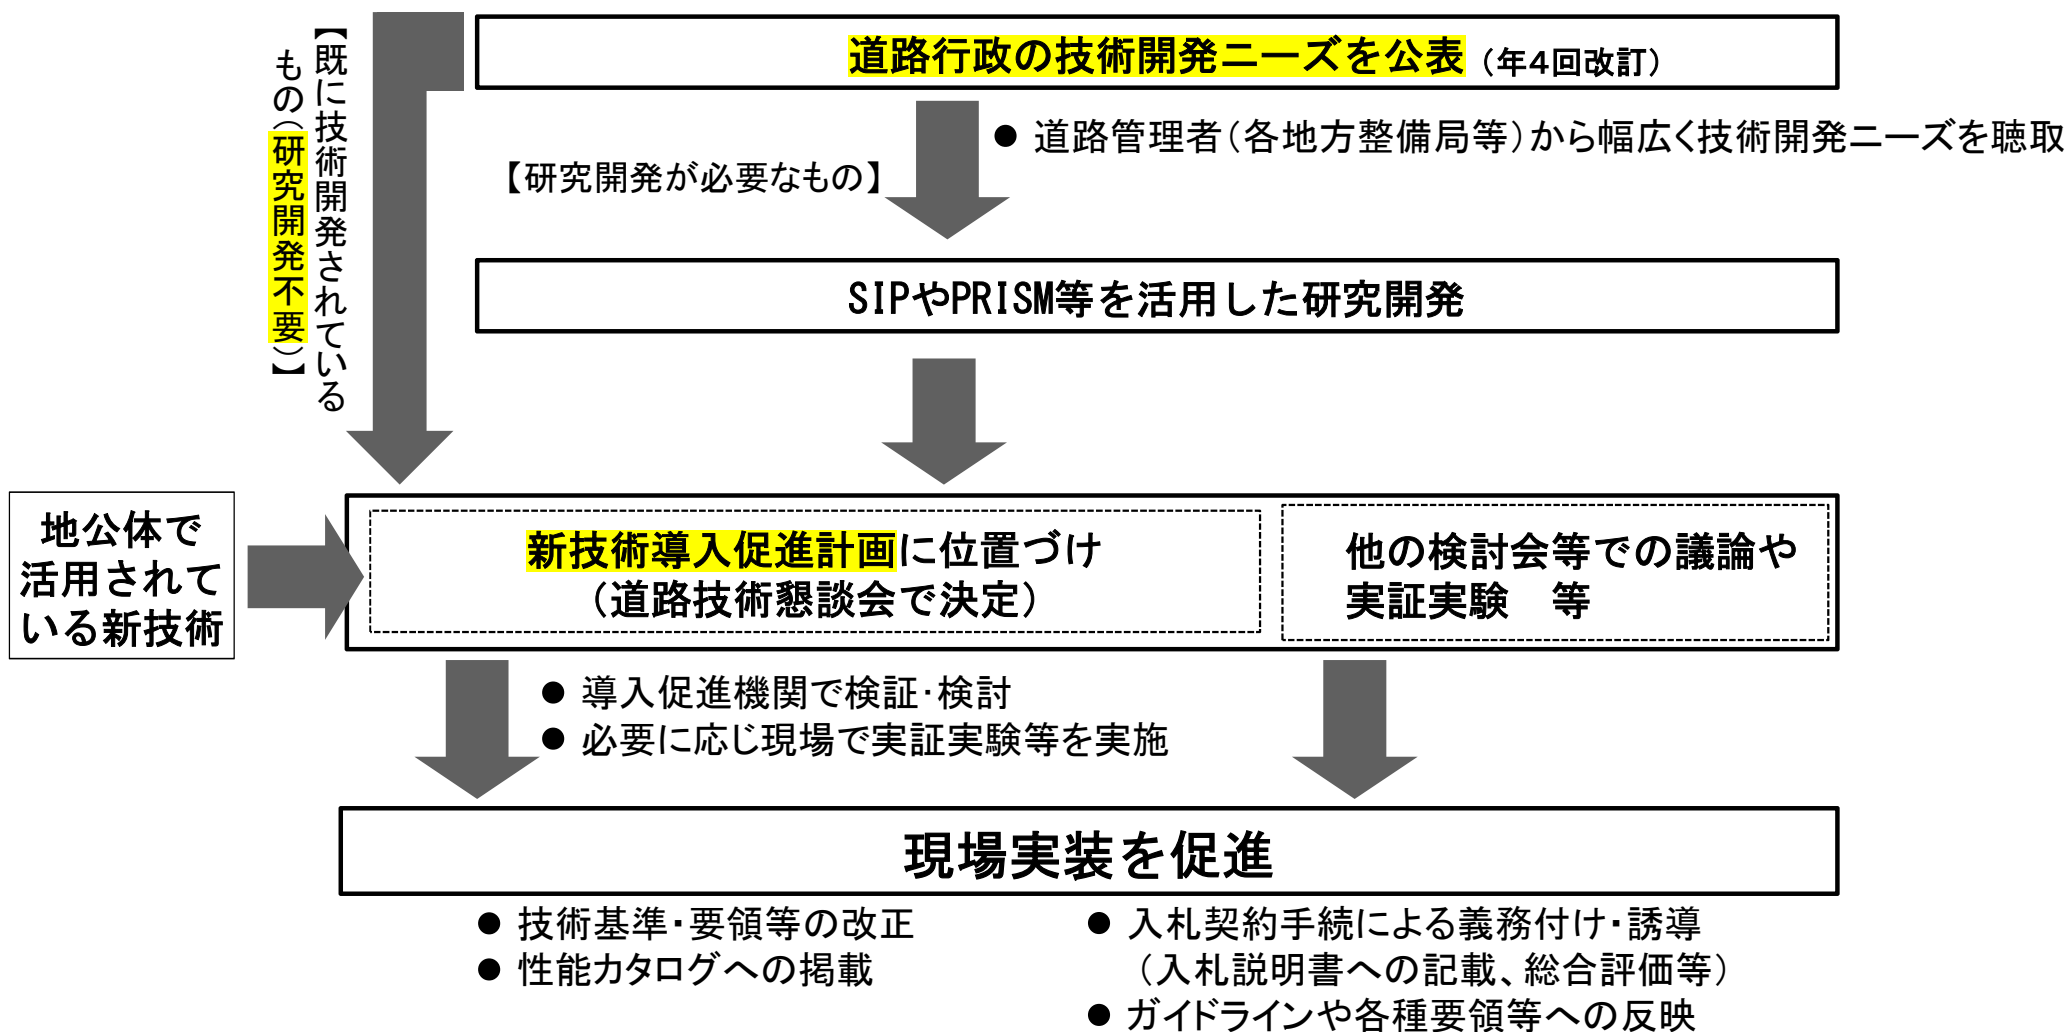 道路行政の技術開発ニーズを公表（年４回改訂）
【既に技術開発されている
もの（研究開発不要）】
● 道路管理者（各地方整備局等）から幅広く技術開発ニーズを聴取
【研究開発が必要なもの】
SIPやPRISM等を活用した研究開発
地公体で
活用されて
いる新技術
新技術導入促進計画に位置づけ
（道路技術懇談会で決定）
他の検討会等での議論や
実証実験　等
● 導入促進機関で検証・検討
● 必要に応じ現場で実証実験等を実施
現場実装を促進
● 技術基準・要領等の改正
● 性能カタログへの掲載
● 入札契約手続による義務付け・誘導
（入札説明書への記載、総合評価等）
● ガイドラインや各種要領等への反映